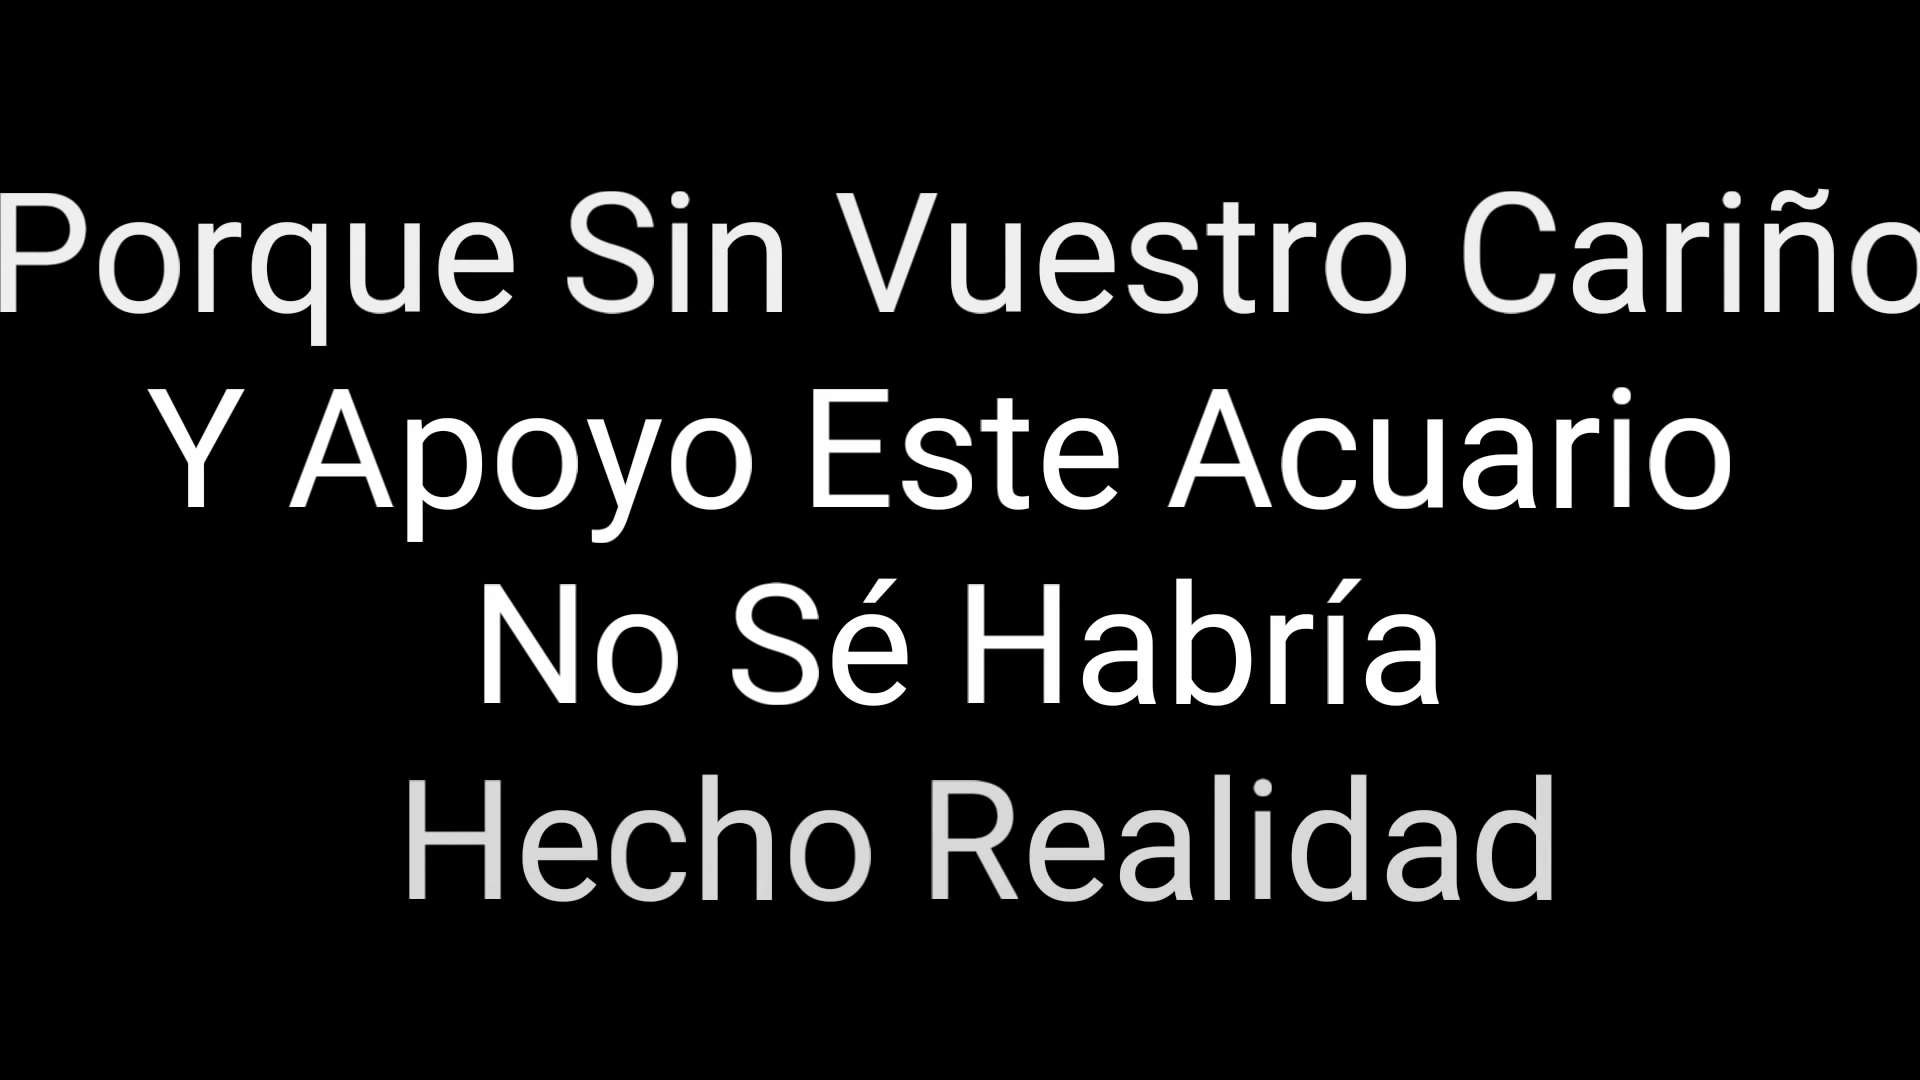 Porque Sin Vuestro Cariño
Y Apoyo Este Acuario
No Sé Habría
Hecho Realidad